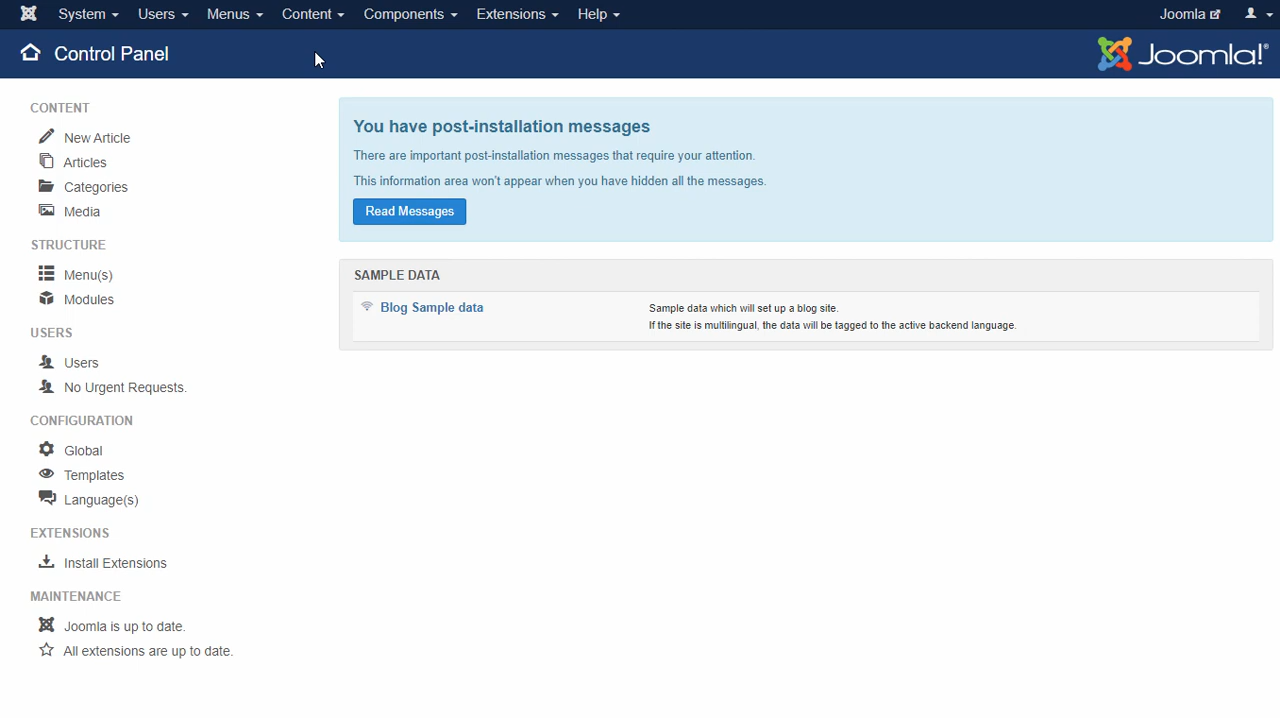 System Users Menus Content Components Extensions Help Joomla
Control Panel
Joomla!®
CONTENT
New Article
Articles
Categories
Media
STRUCTURE
Menu(s)
Modules
USERS
Users
No Urgent Requests.
CONFIGURATION
Global
Templates
Language(s)
EXTENSIONS
Install Extensions
MAINTENANCE
Joomla is up to date.
All extensions are up to date.
You have post-installation messages
There are important post-installation messages that require your attention.
This information area won't appear when you have hidden all the messages.
Read Messages
SAMPLE DATA
Blog Sample data
Sample data which will set up a blog site.
If the site is multilingual, the data will be tagged to the active backend language.